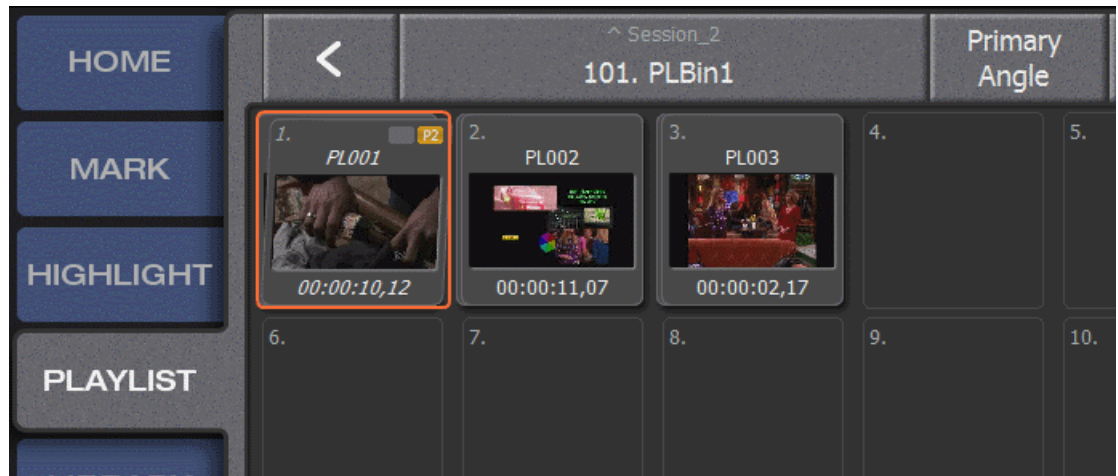 HOME
MARK
HIGHLIGHT
PLAYLIST
^ Session_2
101. PLBin1
Primary
Angle
1.
P2
PL001
00:00:10,12
2.
PL002
00:00:11,07
3.
PL003
00:00:02,17
4.
5.
6.
7.
8.
9.
10.